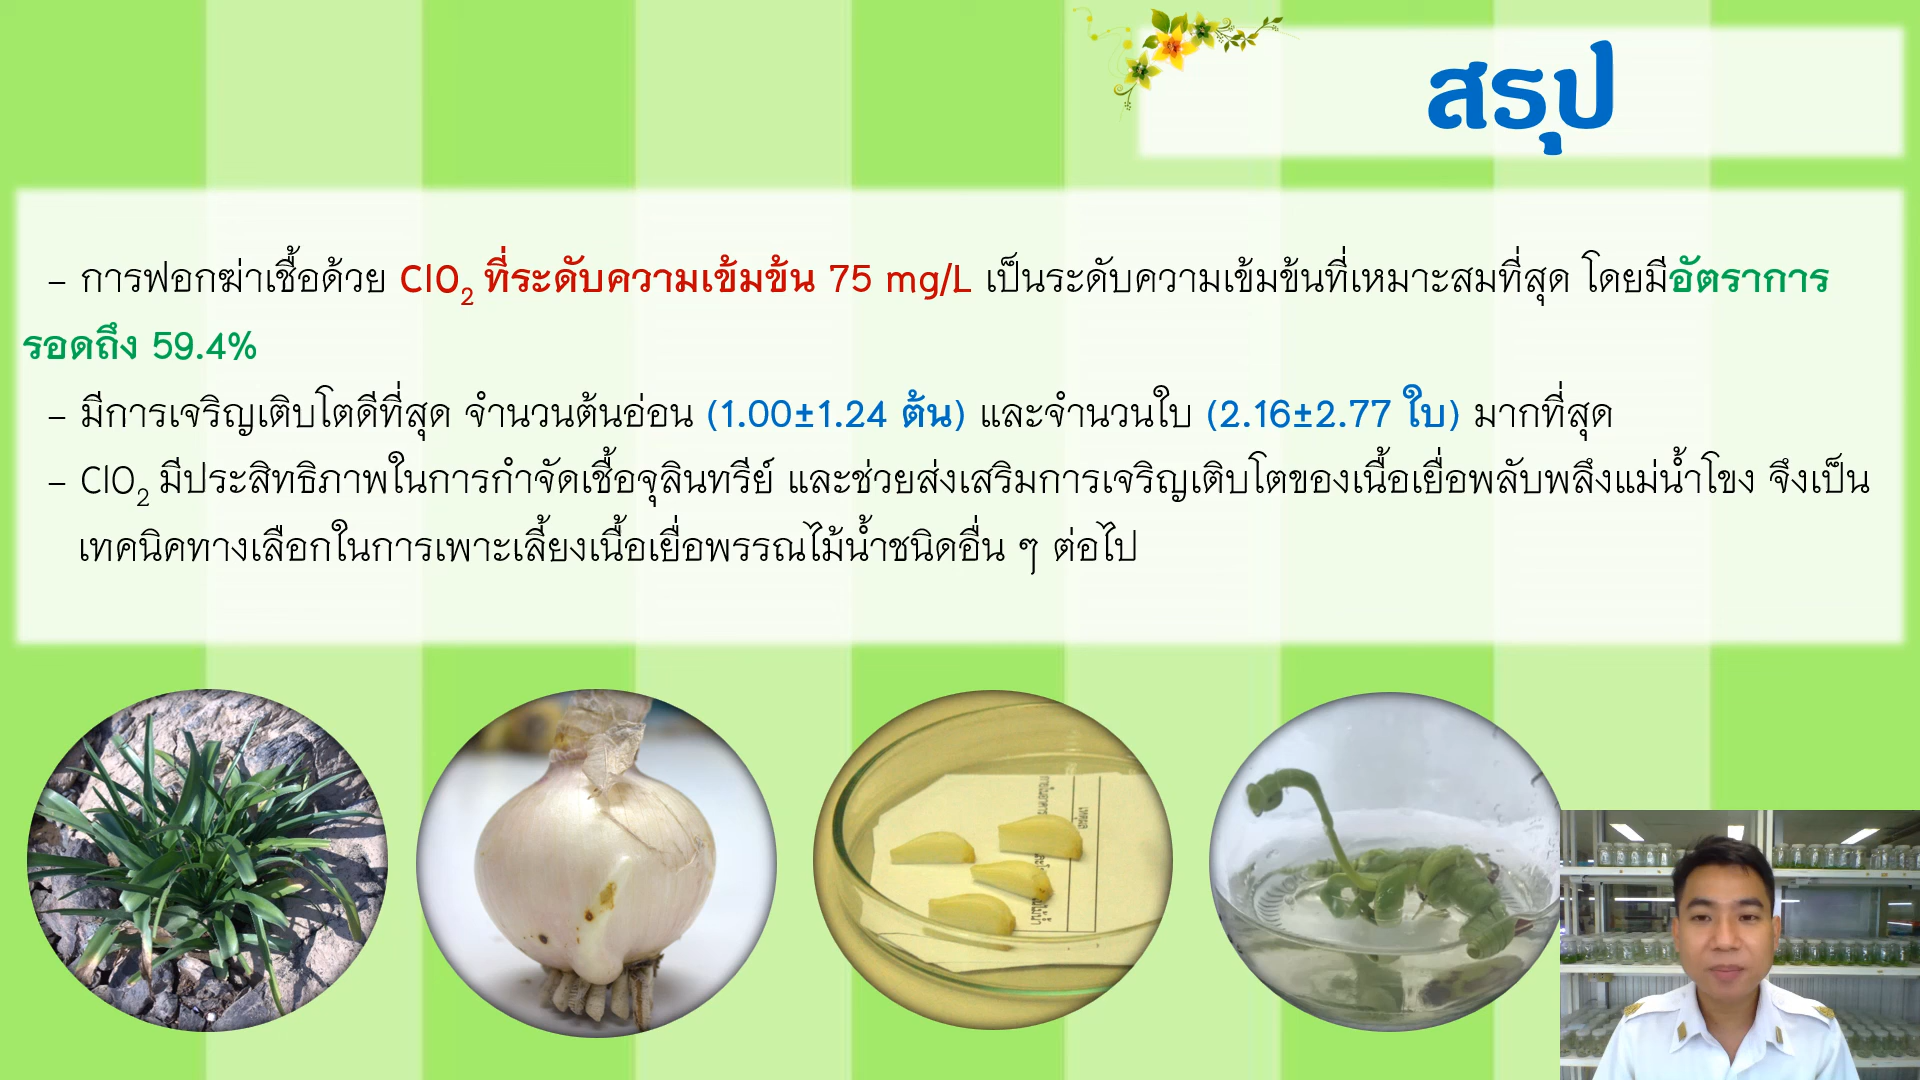 สรุป
- การฟอกฆ่าเชื้อด้วย ClO2 ที่ระดับความเข้มข้น 75 mg/L เป็นระดับความเข้มข้นที่เหมาะสมที่สุด โดยมีอัตราการ
รอดถึง 59.4%
- มีการเจริญเติบโตดีที่สุด จำนวนต้นอ่อน (1.00±1.24 ต้น) และจำนวนใบ (2.16±2.77 ใบ) มากที่สุด
- ClO2 มีประสิทธิภาพในการกำจัดเชื้อจุลินทรีย์ และช่วยส่งเสริมการเจริญเติบโตของเนื้อเยื่อพลับพลึงแม่น้ำโขง จึงเป็น
เทคนิคทางเลือกในการเพาะเลี้ยงเนื้อเยื่อพรรณไม้น้ำชนิดอื่น ๆ ต่อไป